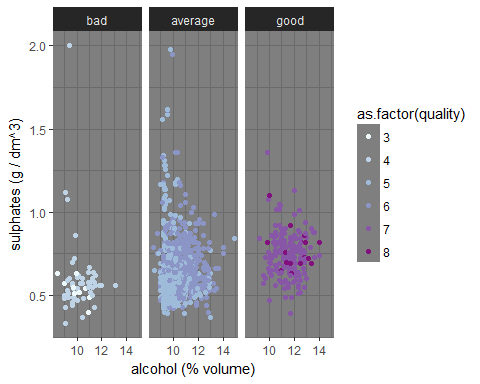 bad average good
2.0
1.5
1.0
0.5
sulphates (g / dm^3)
10 12 14 10 12 14 10 12 14
alcohol (% volume)
as.factor(quality)
3
4
5
6
7
8